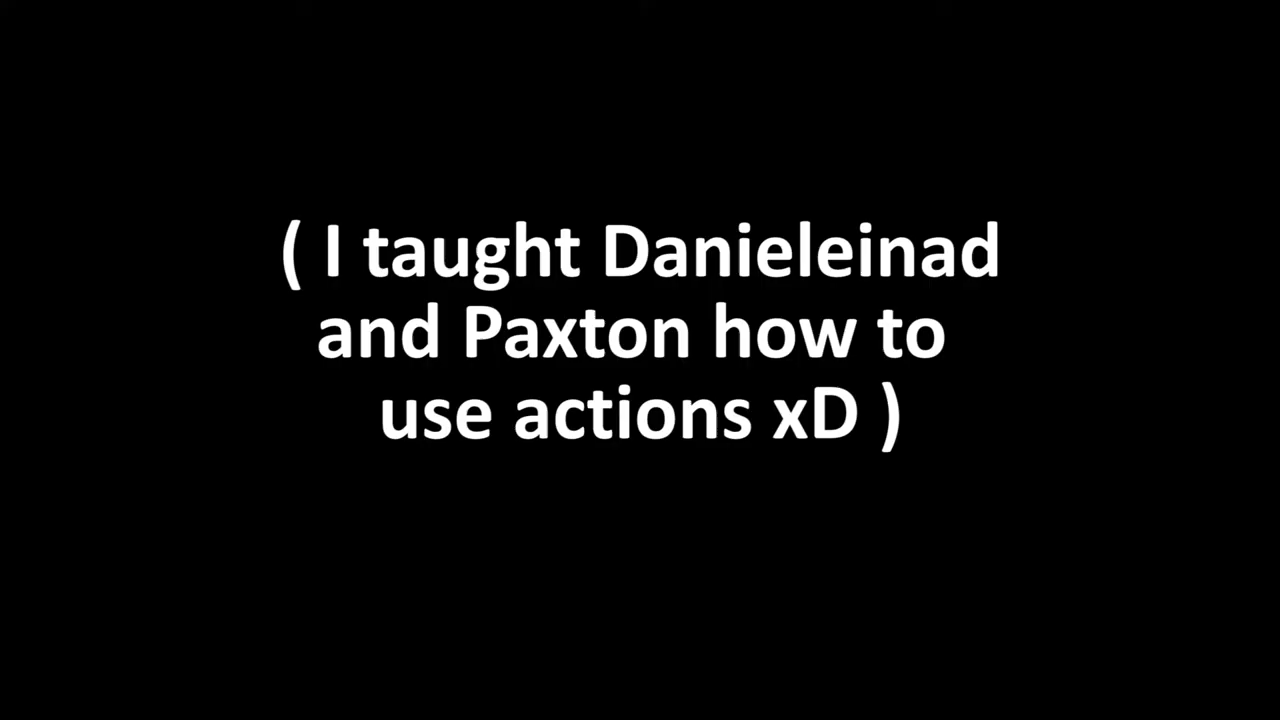 ( I taught Danieleinad
and Paxton how to
use actions xD )